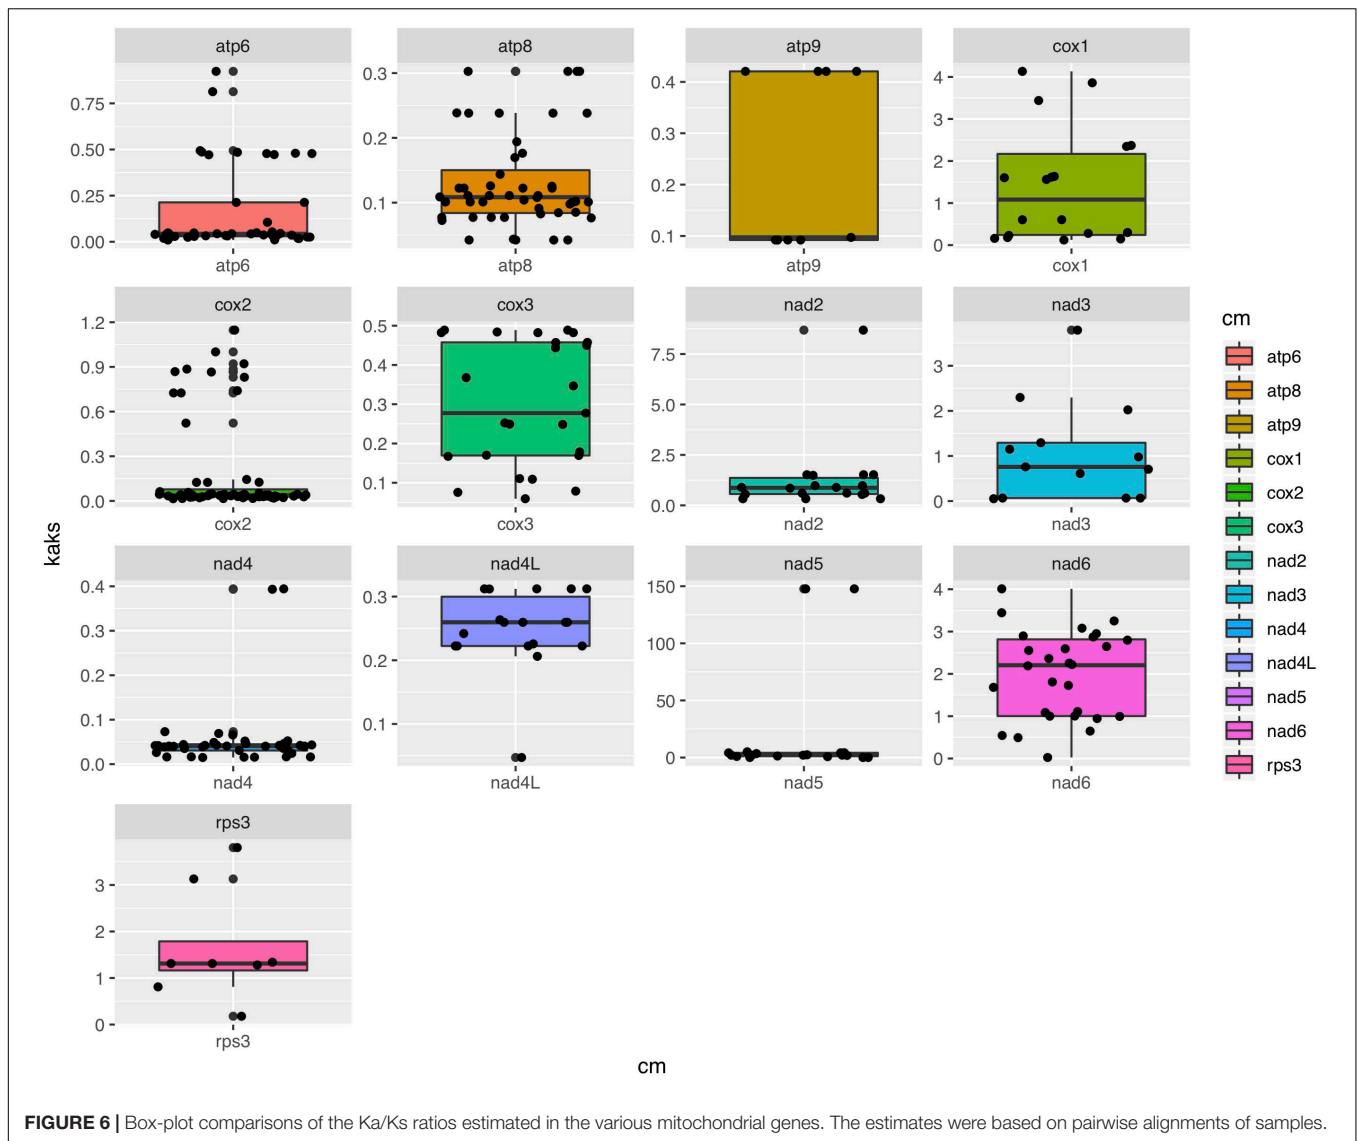 atp6 atp8 atp9 cox1
0.75
0.50
0.25
0.00
0.3
0.2
0.1
0.4
0.3
0.2
0.1
4
3
2
1
0
atp6 atp8 atp9 cox1
cox2 cox3 nad2 nad3
1.2
0.9
0.6
0.3
0.0
0.5
0.4
0.3
0.2
0.1
7.5
5.0
2.5
0.0
3
2
1
0
cox2 cox3 nad2 nad3
kaks
nad4 nad4L nad5 nad6
0.4
0.3
0.2
0.1
0.0
0.3
0.2
0.1
150
100
50
0
4
3
2
1
0
nad4 nad4L nad5 nad6
rps3
3
2
1
0
rps3
cm
cm
atp6
atp8
atp9
cox1
cox2
cox3
nad2
nad3
nad4
nad4L
nad5
nad6
rps3
FIGURE 6 | Box-plot comparisons of the Ka/Ks ratios estimated in the various mitochondrial genes. The estimates were based on pairwise alignments of samples.